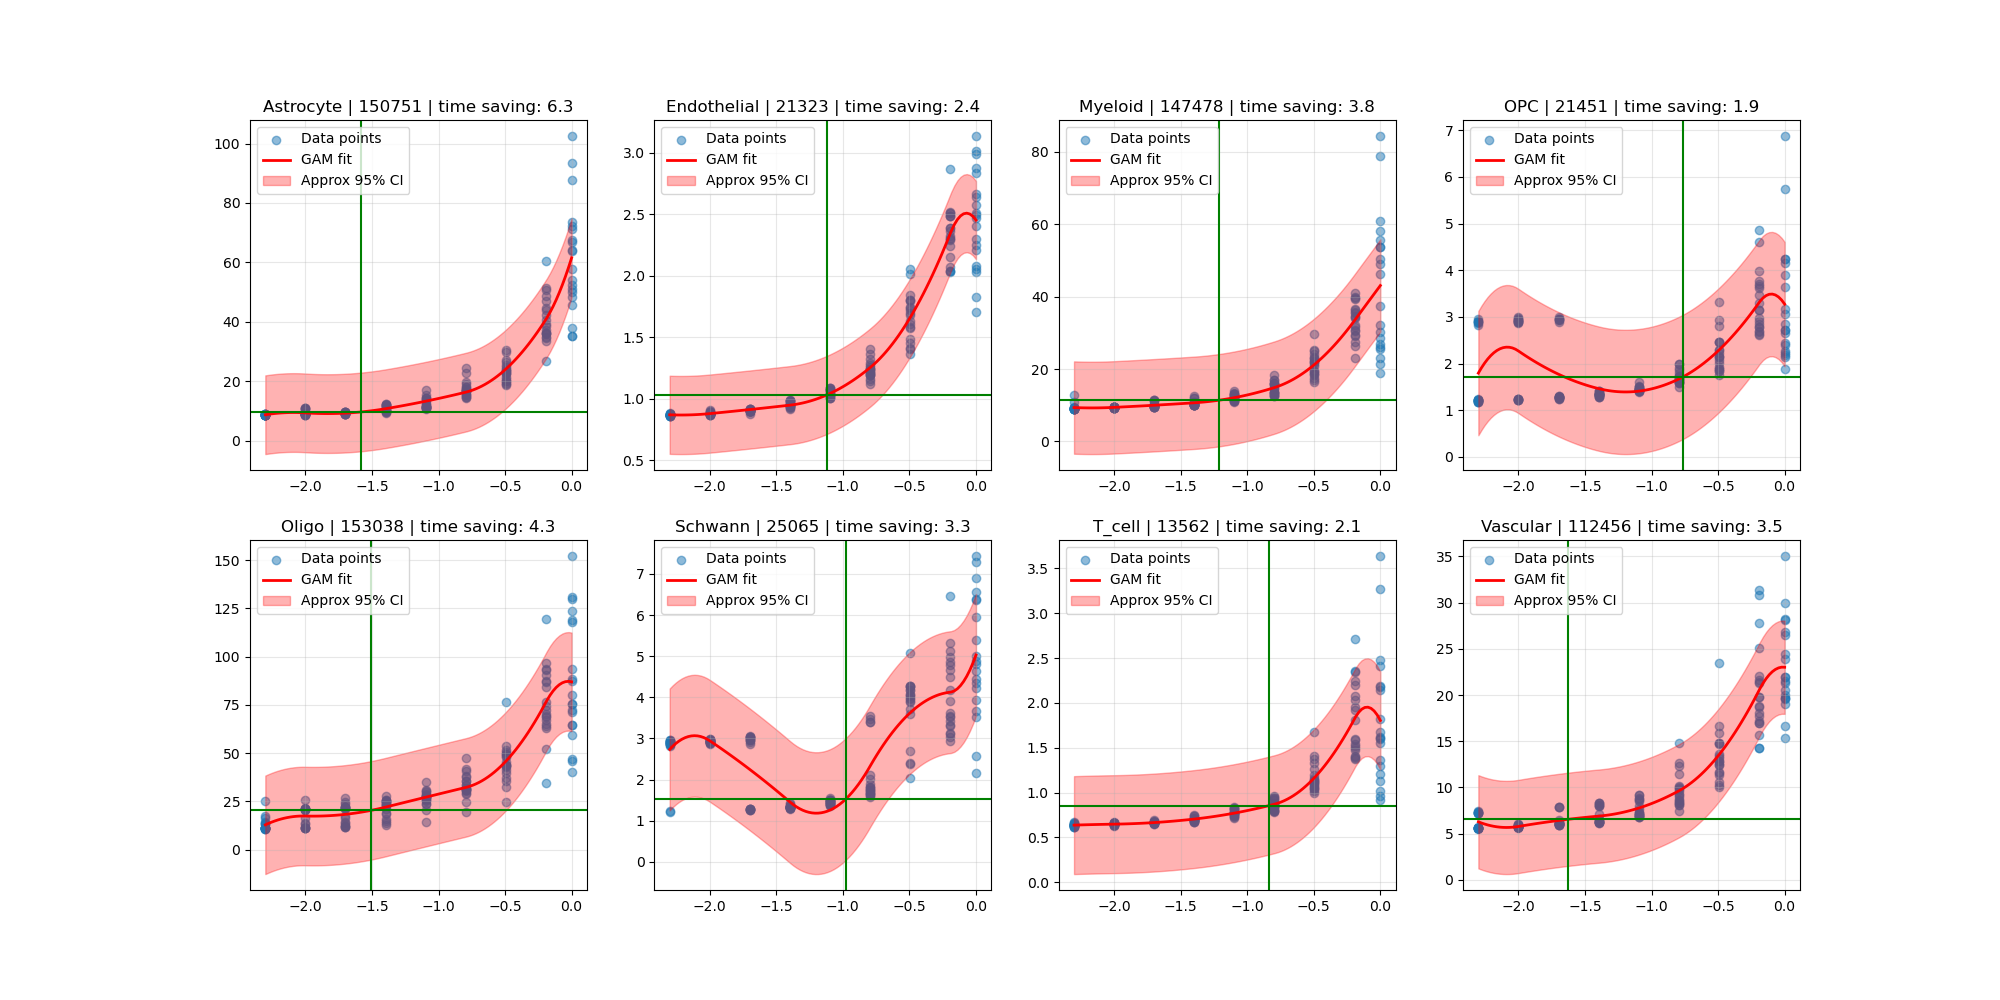 Astrocyte | 150751 | time saving: 6.3
Data points
GAM fit
Approx 95% CI
100
80
60
40
20
0
−2.0 −1.5 −1.0 −0.5 0.0
Endothelial | 21323 | time saving: 2.4
Data points
GAM fit
Approx 95% CI
3.0
2.5
2.0
1.5
1.0
0.5
−2.0 −1.5 −1.0 −0.5 0.0
Myeloid | 147478 | time saving: 3.8
Data points
GAM fit
Approx 95% CI
80
60
40
20
0
−2.0 −1.5 −1.0 −0.5 0.0
OPC | 21451 | time saving: 1.9
Data points
GAM fit
Approx 95% CI
7
6
5
4
3
2
1
0
−2.0 −1.5 −1.0 −0.5 0.0
Oligo | 153038 | time saving: 4.3
Data points
GAM fit
Approx 95% CI
150
125
100
75
50
25
0
−2.0 −1.5 −1.0 −0.5 0.0
Schwann | 25065 | time saving: 3.3
Data points
GAM fit
Approx 95% CI
7
6
5
4
3
2
1
0
−2.0 −1.5 −1.0 −0.5 0.0
T_cell | 13562 | time saving: 2.1
Data points
GAM fit
Approx 95% CI
3.5
3.0
2.5
2.0
1.5
1.0
0.5
0.0
−2.0 −1.5 −1.0 −0.5 0.0
Vascular | 112456 | time saving: 3.5
Data points
GAM fit
Approx 95% CI
35
30
25
20
15
10
5
0
−2.0 −1.5 −1.0 −0.5 0.0